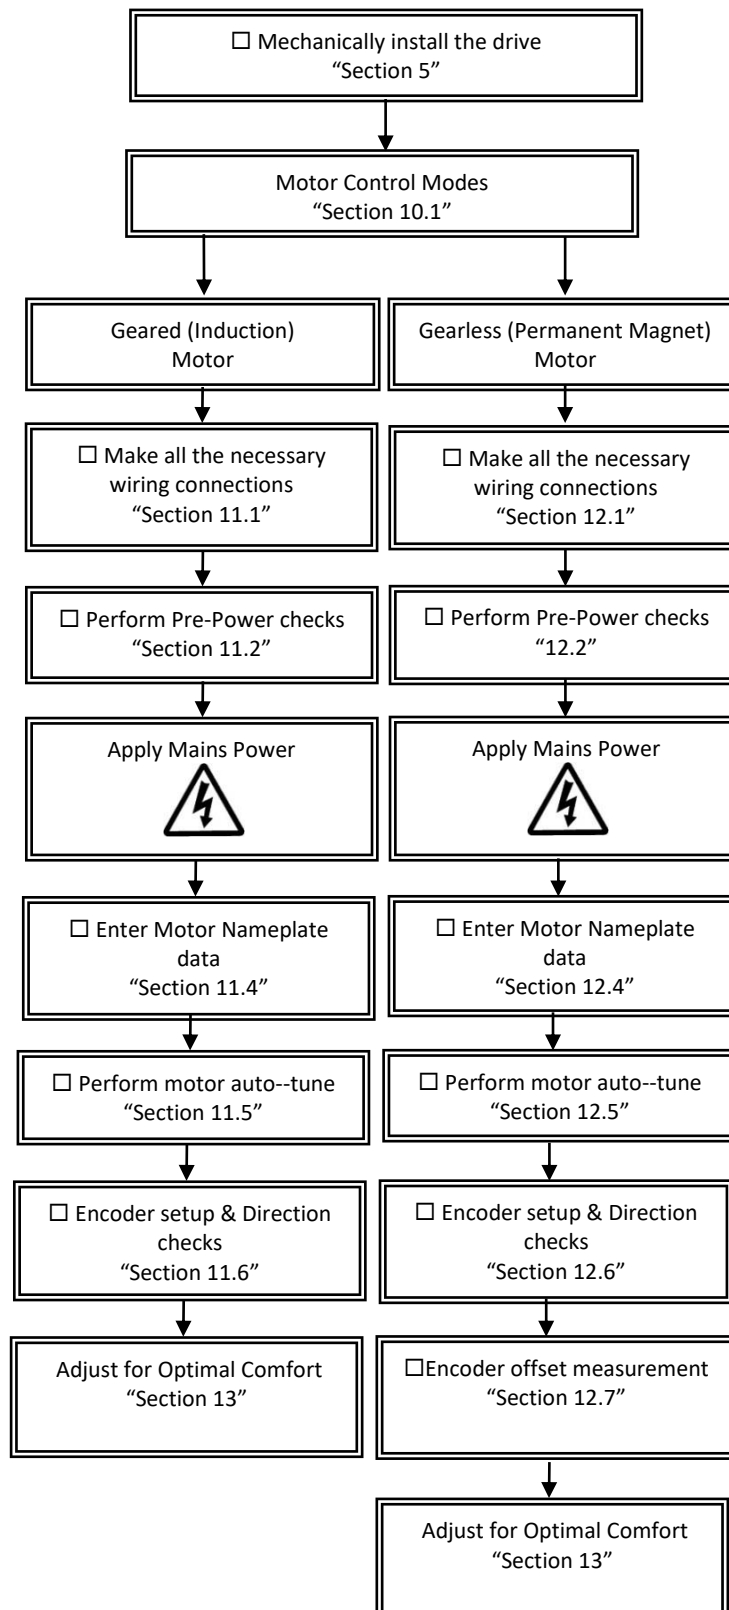 ☐ Mechanically install the drive
“Section 5”
Motor Control Modes
“Section 10.1”
Geared (Induction)
Motor
☐ Make all the necessary
wiring connections
“Section 11.1”
☐ Perform Pre-Power checks
“Section 11.2”
Apply Mains Power
☐ Enter Motor Nameplate
data
“Section 11.4”
☐ Perform motor auto--tune
“Section 11.5”
☐ Encoder setup & Direction
checks
“Section 11.6”
Adjust for Optimal Comfort
“Section 13”
Gearless (Permanent Magnet)
Motor
☐ Make all the necessary
wiring connections
“Section 12.1”
☐ Perform Pre-Power checks
“12.2”
Apply Mains Power
☐ Enter Motor Nameplate
data
“Section 12.4”
☐ Perform motor auto--tune
“Section 12.5”
☐ Encoder setup & Direction
checks
“Section 12.6”
☐Encoder offset measurement
“Section 12.7”
Adjust for Optimal Comfort
“Section 13”